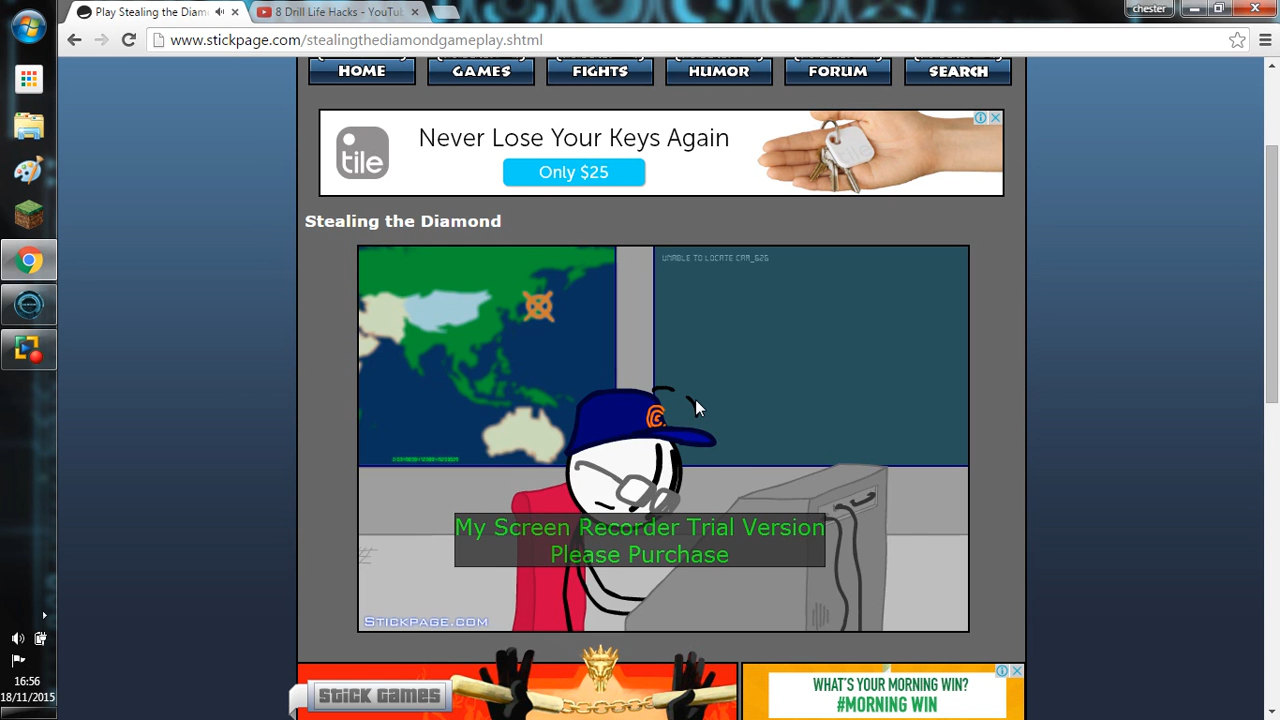 Play Stealing the Diam
8 Drill Life Hacks - YouTub
chester
www.stickpage.com/stealingthediamondgameplay.shtml
HOME
GAMES
FIGHTS
HUMOR
FORUM
SEARCH
tile
Never Lose Your Keys Again
Only $25
Stealing the Diamond
UNABLE TO LOCATE CAM_626
My Screen Recorder Trial Version
Please Purchase
STICKPAGE.COM
STICK GAMES
WHAT'S YOUR MORNING WIN?
#MORNING WIN
16:56
18/11/2015